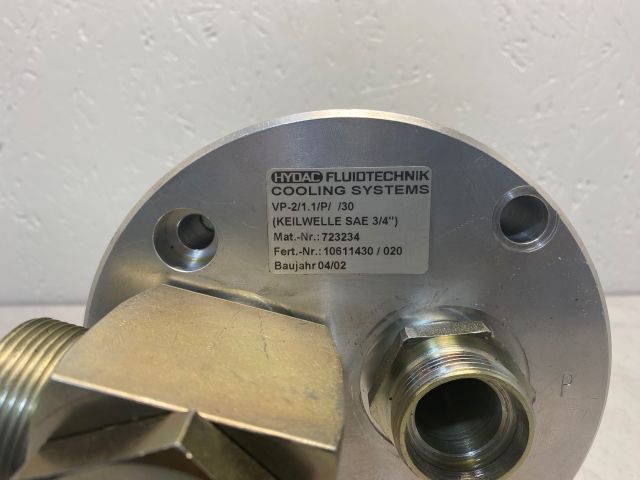 HYDAC FLUIDTECHNIK
COOLING SYSTEMS
VP-2/1.1/P/ /30
(KEILWELLE SAE 3/4")
Mat.-Nr.: 723234
Fert.-Nr.: 10611430 / 020
Baujahr 04/02
P